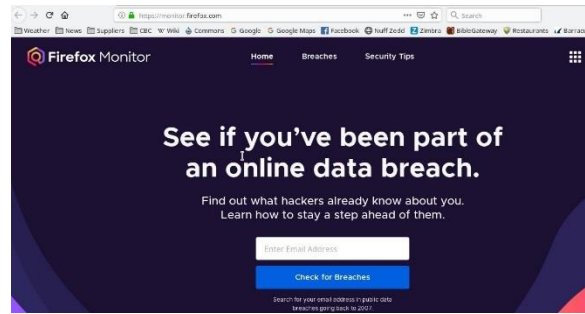 https://monitor.firefox.com
Search
Weather News Suppliers CBC W Wiki Commons G Google G Google Maps Facebook Nuff Zedd Z Zimbra BibleGateway Restaurants Barrac
Firefox Monitor
Home Breaches Security Tips
See if you've been part of
an online data breach.
Find out what hackers already know about you.
Learn how to stay a step ahead of them.
Enter Email Address
Check for Breaches
Search for your email address in public data
breaches going back to 2007.